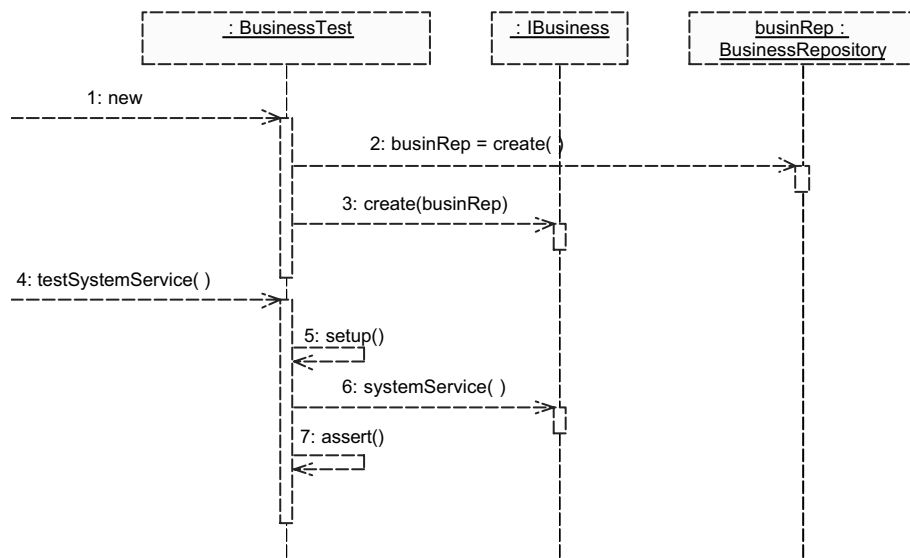 : BusinessTest
: IBusiness
businRep :
BusinessRepository
1: new
2: businRep = create( )
3: create(businRep)
4: testSystemService( )
5: setup()
6: systemService( )
7: assert()